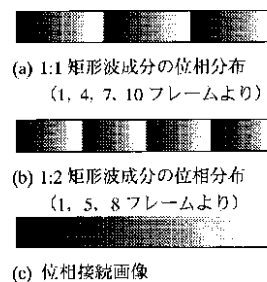 (a) 1:1 矩形波成分の位相分布
(1, 4, 7, 10 フレームより)
(b) 1:2 矩形波成分の位相分布
(1, 5, 8 フレームより)
(c) 位相接続画像